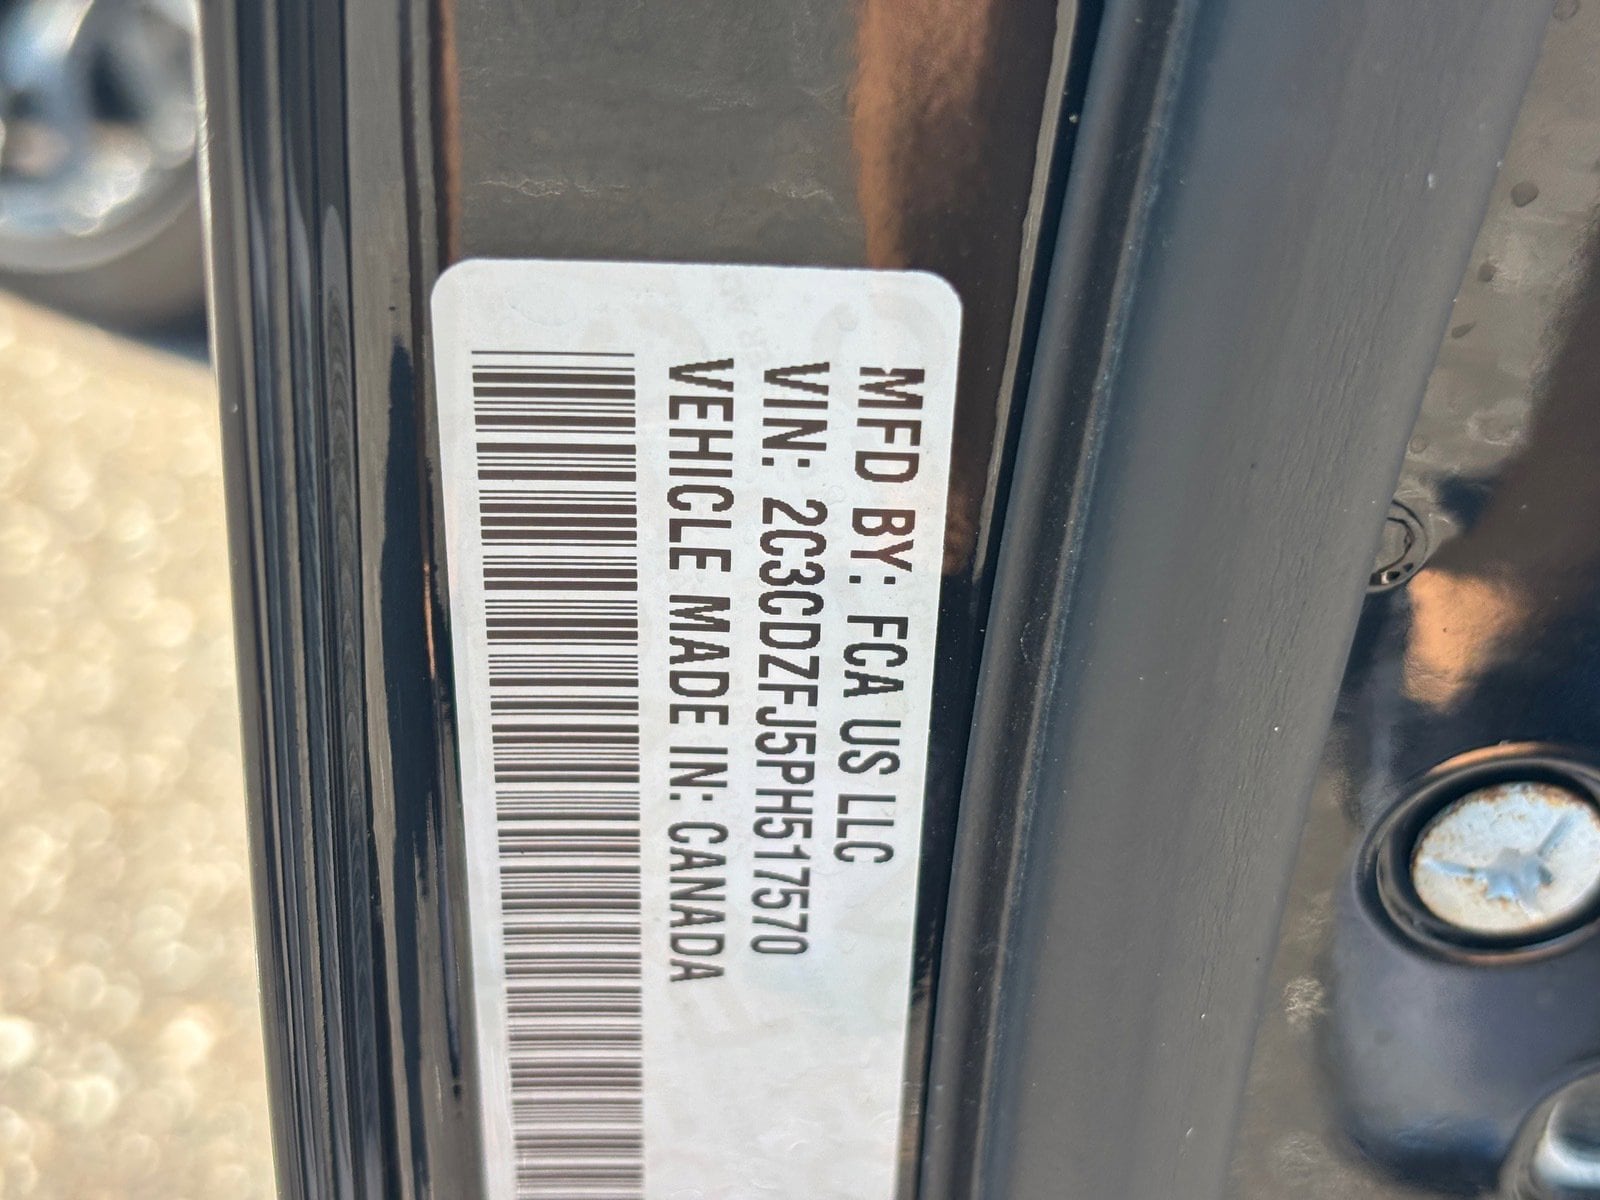 MFD BY: FCA US LLC
VIN: 2C3CDZFJ5PH517570
VEHICLE MADE IN: CANADA